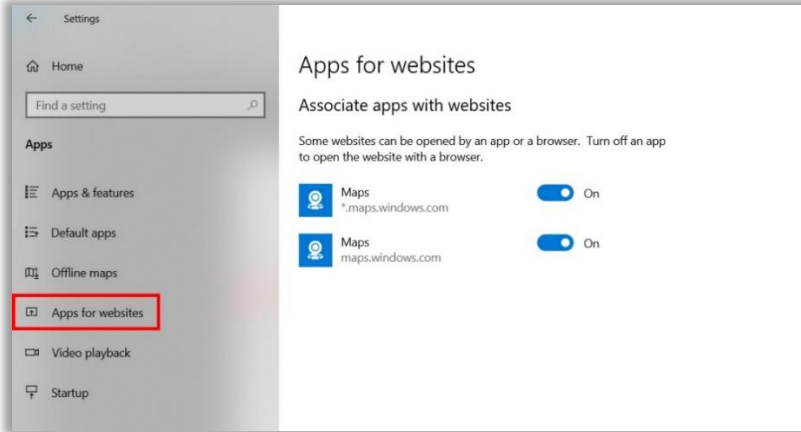 Settings
Home
Find a setting
Apps
Apps & features
Default apps
Offline maps
Apps for websites
Video playback
Startup
Apps for websites
Associate apps with websites
Some websites can be opened by an app or a browser. Turn off an app
to open the website with a browser.
Maps
*.maps.windows.com
On
Maps
maps.windows.com
On